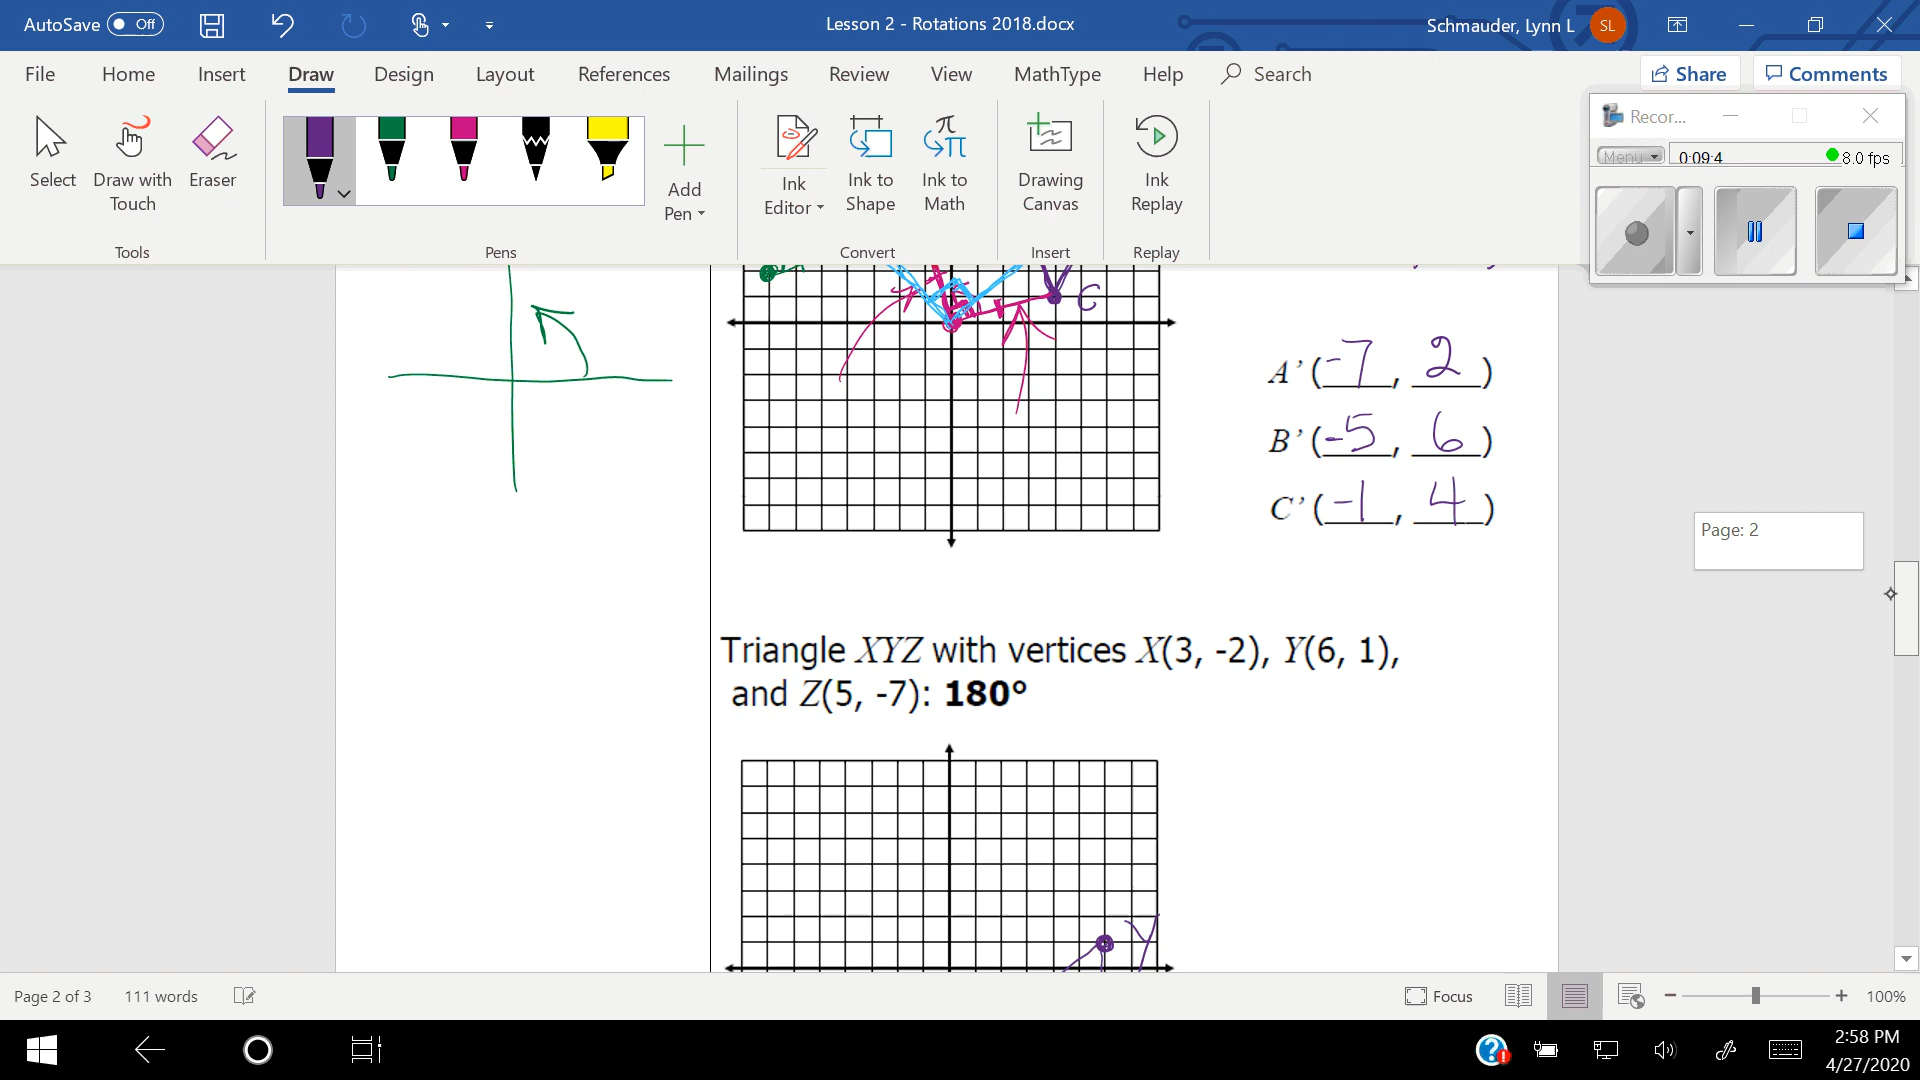 AutoSave Off
Lesson 2 - Rotations 2018.docx
Schmauder, Lynn L SL
File Home Insert Draw Design Layout References Mailings Review View MathType Help Search
Share Comments
Select
Draw with Touch
Eraser
Add Pen
Ink Editor
Ink to Shape
Ink to Math
Drawing Canvas
Ink Replay
Tools Pens Convert Insert Replay
Recor...
Menu 0:09:4 8.0 fps
C
A’(-7, 2)
B’(-5, 6)
C’(-1, 4)
Page: 2
Triangle XYZ with vertices X(3, -2), Y(6, 1),
and Z(5, -7): 180°
Y
Page 2 of 3 111 words
Focus
100%
2:58 PM
4/27/2020